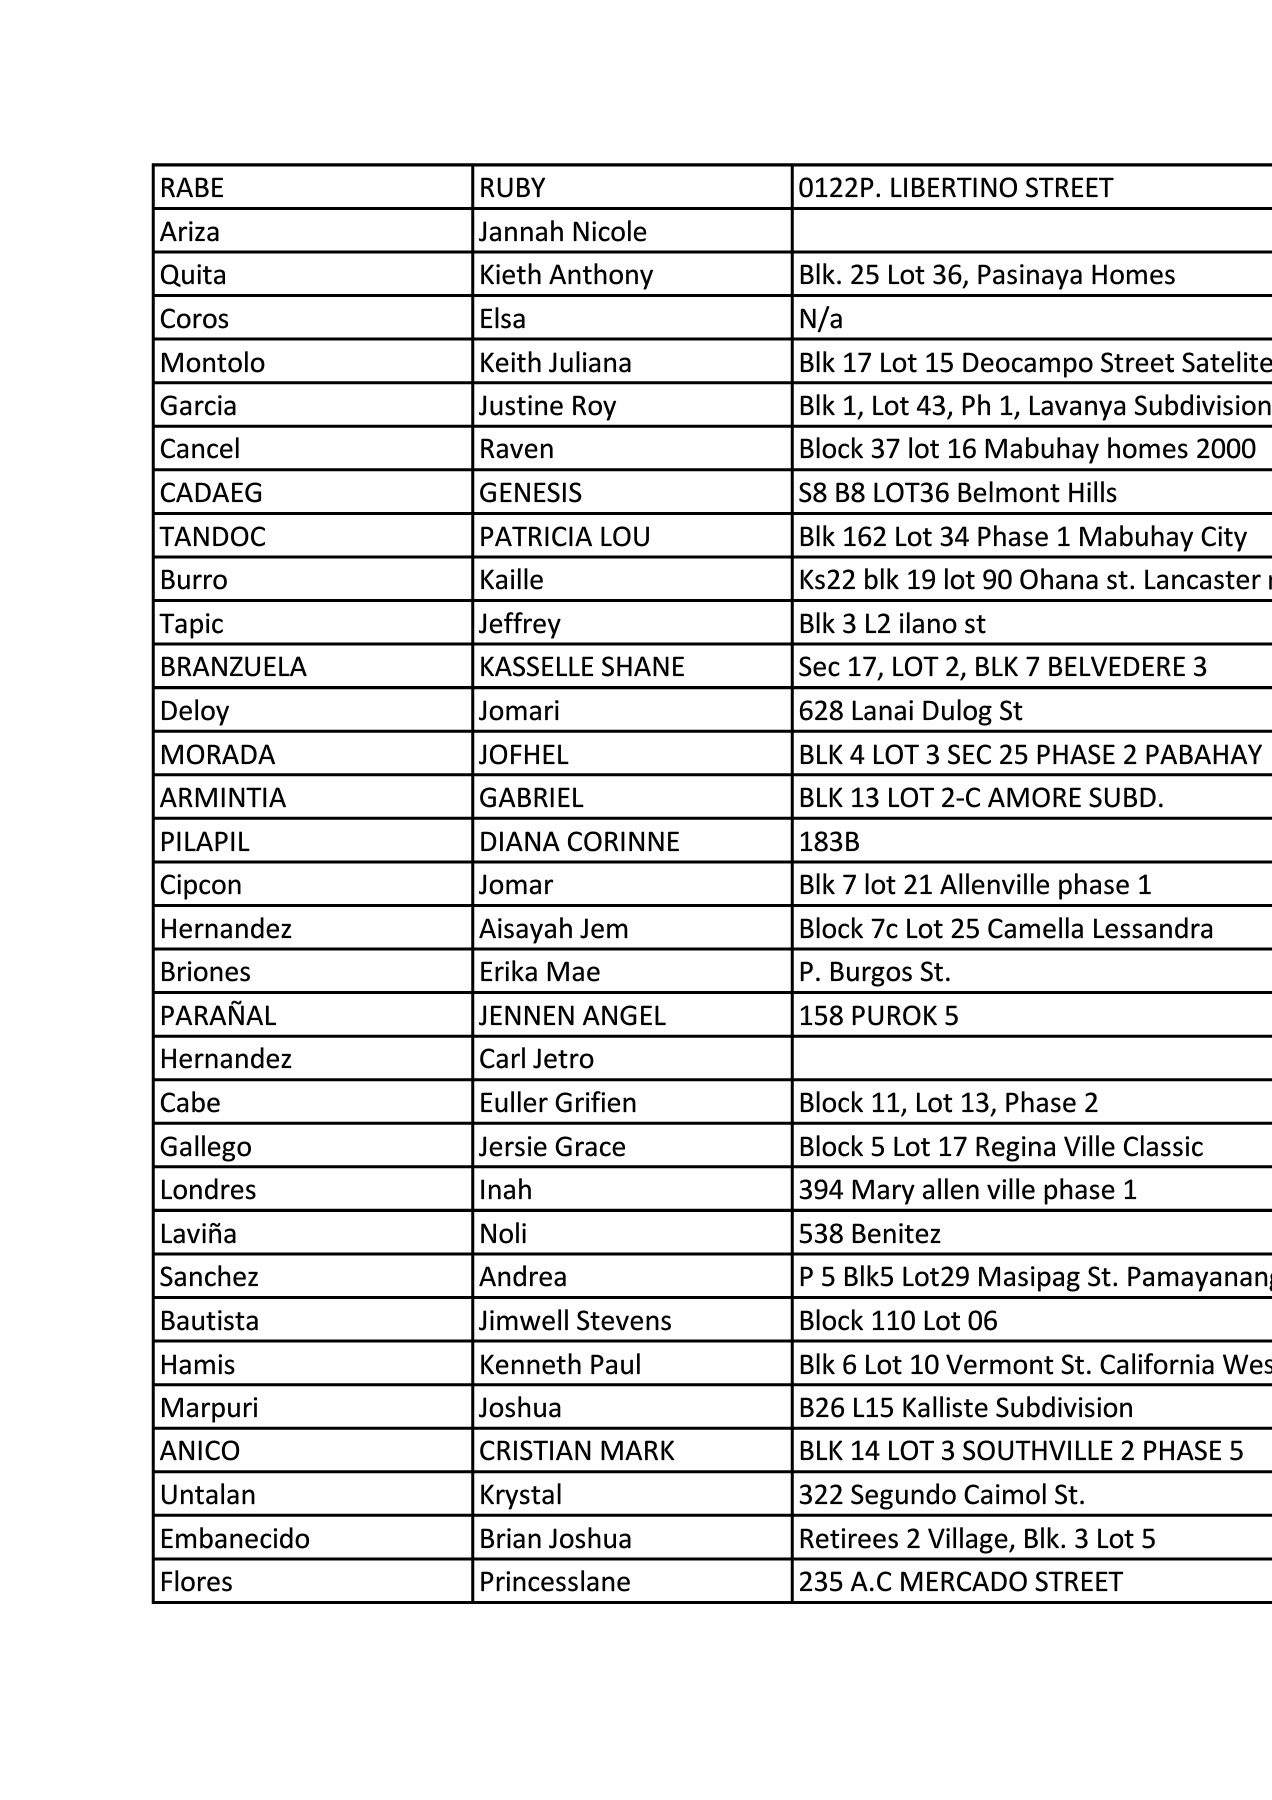 RABE RUBY 0122P. LIBERTINO STREET
Ariza Jannah Nicole
Quita Kieth Anthony Blk. 25 Lot 36, Pasinaya Homes
Coros Elsa N/a
Montolo Keith Juliana Blk 17 Lot 15 Deocampo Street Satelite
Garcia Justine Roy Blk 1, Lot 43, Ph 1, Lavanya Subdivision
Cancel Raven Block 37 lot 16 Mabuhay homes 2000
CADAEG GENESIS S8 B8 LOT36 Belmont Hills
TANDOC PATRICIA LOU Blk 162 Lot 34 Phase 1 Mabuhay City
Burro Kaille Ks22 blk 19 lot 90 Ohana st. Lancaster
Tapic Jeffrey Blk 3 L2 ilano st
BRANZUELA KASSELLE SHANE Sec 17, LOT 2, BLK 7 BELVEDERE 3
Deloy Jomari 628 Lanai Dulog St
MORADA JOFHEL BLK 4 LOT 3 SEC 25 PHASE 2 PABAHAY
ARMINTIA GABRIEL BLK 13 LOT 2-C AMORE SUBD.
PILAPIL DIANA CORINNE 183B
Cipcon Jomar Blk 7 lot 21 Allenville phase 1
Hernandez Aisayah Jem Block 7c Lot 25 Camella Lessandra
Briones Erika Mae P. Burgos St.
PARAÑAL JENNEN ANGEL 158 PUROK 5
Hernandez Carl Jetro
Cabe Euller Grifien Block 11, Lot 13, Phase 2
Gallego Jersie Grace Block 5 Lot 17 Regina Ville Classic
Londres Inah 394 Mary allen ville phase 1
Laviña Noli 538 Benitez
Sanchez Andrea P 5 Blk5 Lot29 Masipag St. Pamayanang
Bautista Jimwell Stevens Block 110 Lot 06
Hamis Kenneth Paul Blk 6 Lot 10 Vermont St. California Wes
Marpuri Joshua B26 L15 Kalliste Subdivision
ANICO CRISTIAN MARK BLK 14 LOT 3 SOUTHVILLE 2 PHASE 5
Untalan Krystal 322 Segundo Caimol St.
Embanecido Brian Joshua Retirees 2 Village, Blk. 3 Lot 5
Flores Princesslane 235 A.C MERCADO STREET